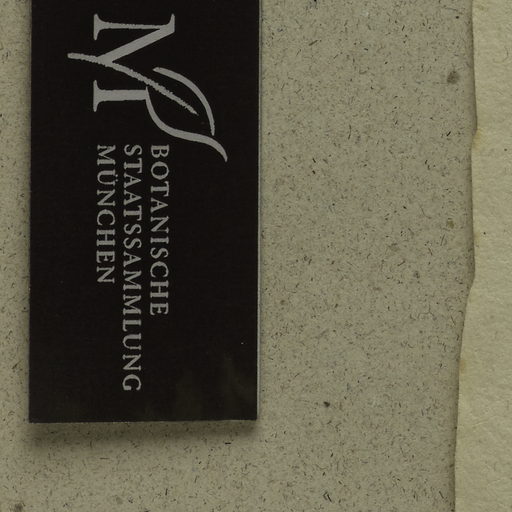 M
BOTANISCHE
STAATSSAMMLUNG
MÜNCHEN